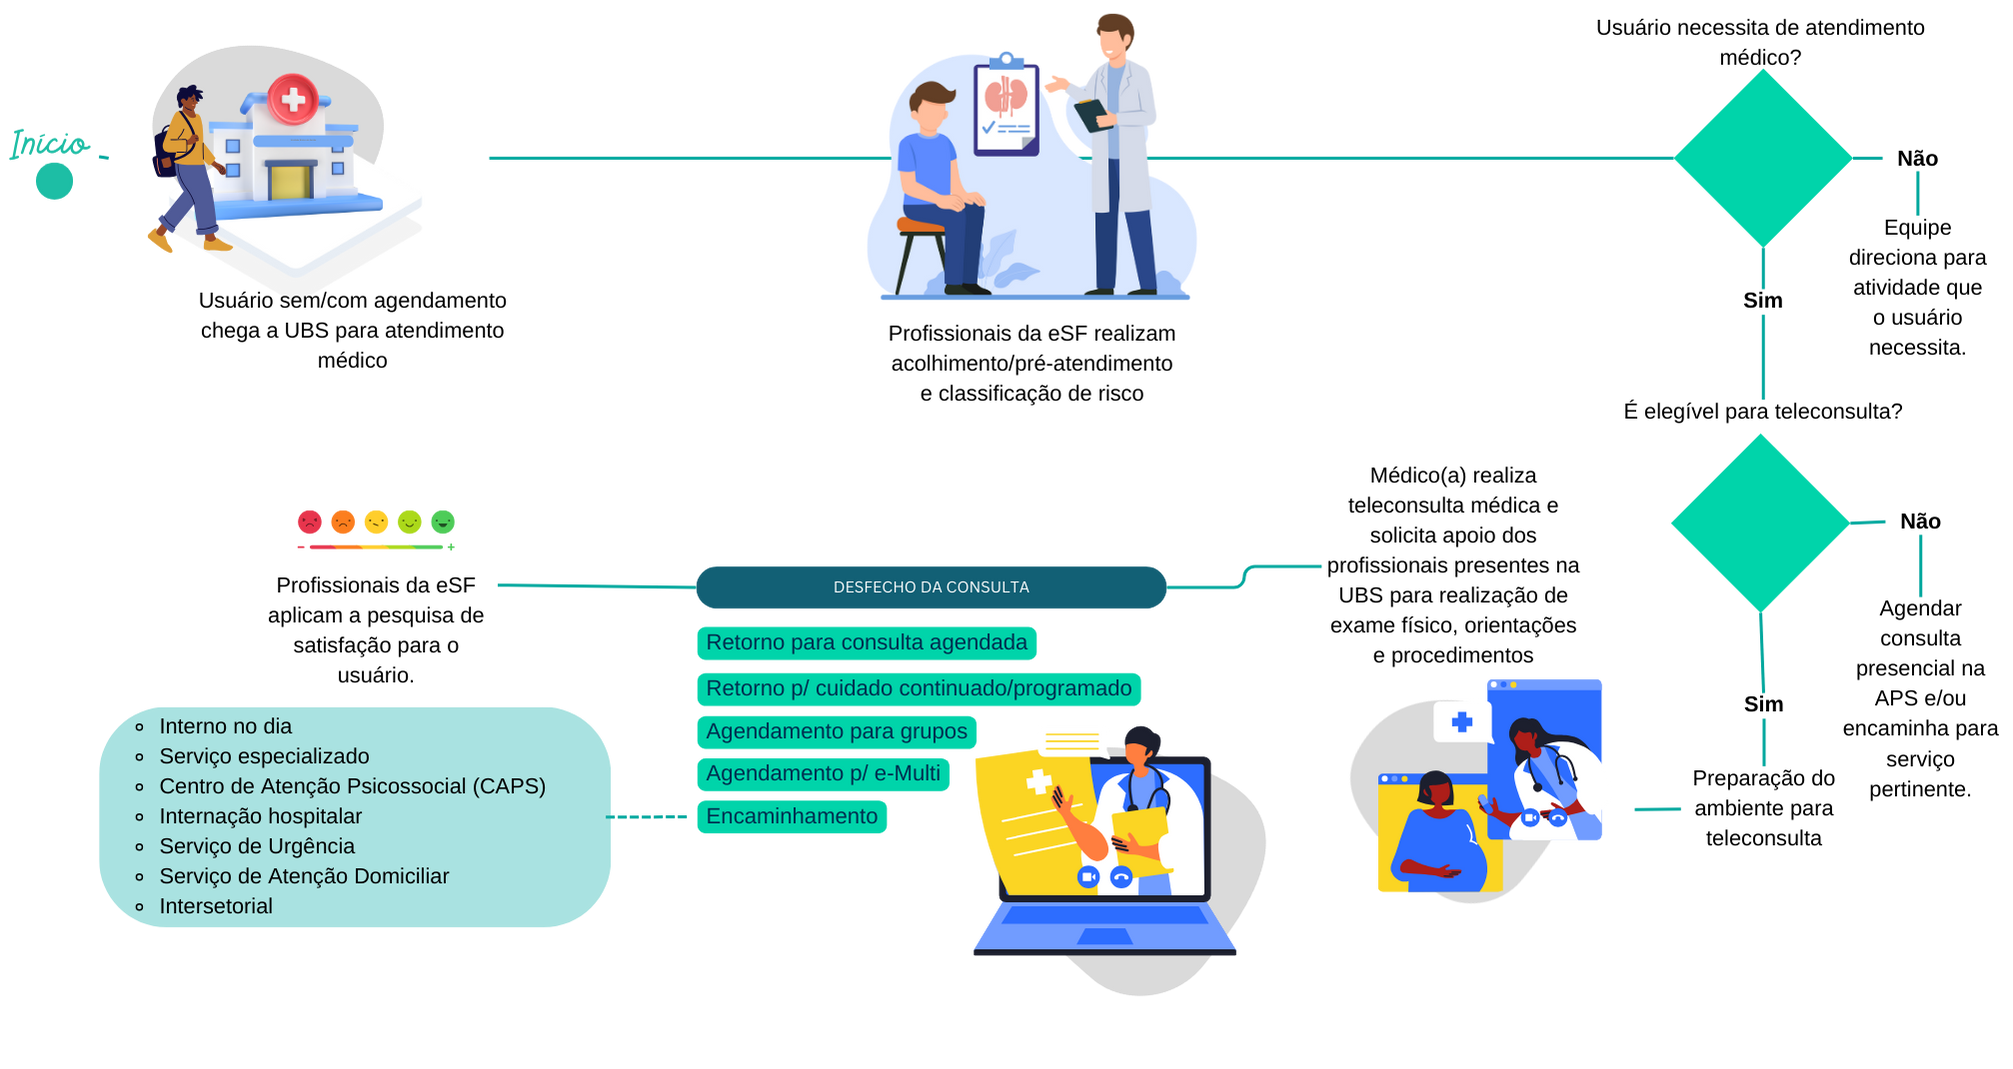 Início
Usuário sem/com agendamento
chega a UBS para atendimento
médico
Profissionais da eSF realizam
acolhimento/pré-atendimento
e classificação de risco
Usuário necessita de atendimento
médico?
Não
Equipe
direciona para
atividade que
o usuário
necessita.
Sim
É elegível para teleconsulta?
Não
Agendar
consulta
presencial na
APS e/ou
encaminha para
serviço
pertinente.
Sim
Preparação do
ambiente para
teleconsulta
Médico(a) realiza
teleconsulta médica e
solicita apoio dos
profissionais presentes na
UBS para realização de
exame físico, orientações
e procedimentos
DESFECHO DA CONSULTA
Retorno para consulta agendada
Retorno p/ cuidado continuado/programado
Agendamento para grupos
Agendamento p/ e-Multi
Encaminhamento
- +
Profissionais da eSF
aplicam a pesquisa de
satisfação para o
usuário.
Interno no dia
Serviço especializado
Centro de Atenção Psicossocial (CAPS)
Internação hospitalar
Serviço de Urgência
Serviço de Atenção Domiciliar
Intersetorial